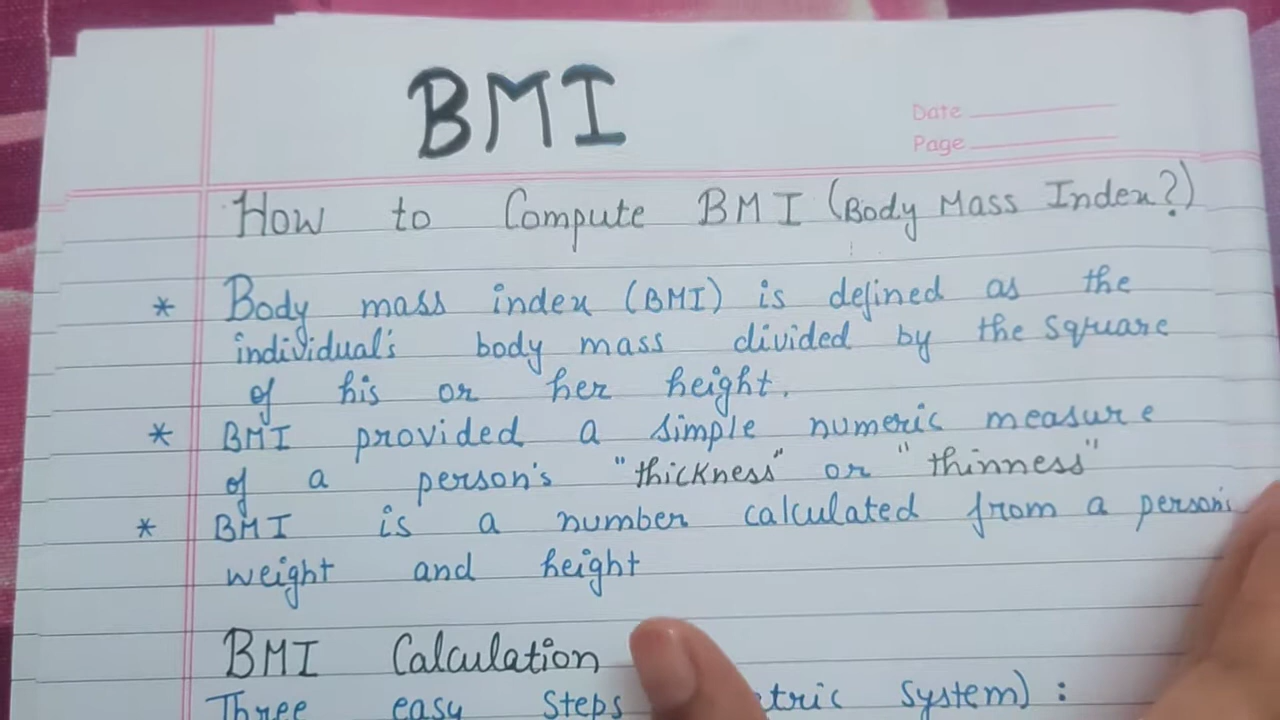 BMI
Date
Page
How to Compute BMI (Body Mass Index?)
* Body mass index (BMI) is defined as the
individual's body mass divided by the square
of his or her height.
* BMI provided a simple numeric measure
of a person's "thickness" or "thinness"
* BMI is a number calculated from a person's
weight and height
BMI Calculation
Three easy steps system) :